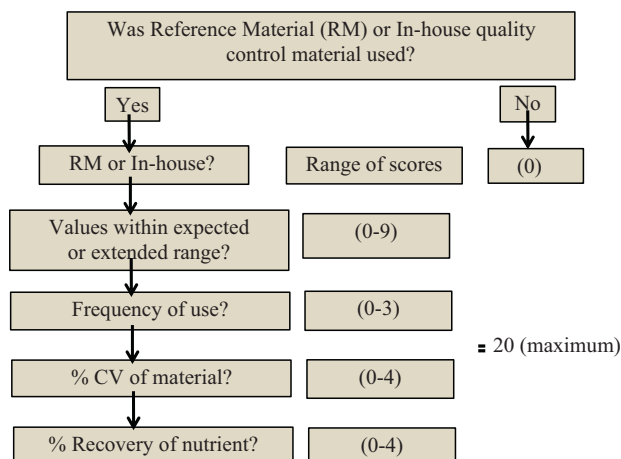 Was Reference Material (RM) or In-house quality
control material used?
Yes
No
RM or In-house?
Range of scores
(0)
Values within expected
or extended range?
(0-9)
Frequency of use?
(0-3)
= 20 (maximum)
% CV of material?
(0-4)
% Recovery of nutrient?
(0-4)